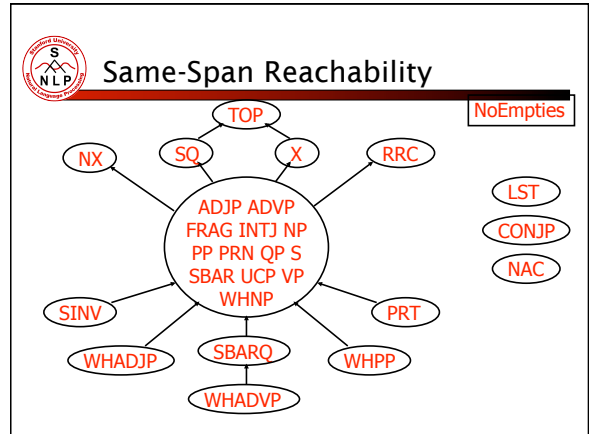 Stanford University
S
NLP
Natural Language Processing
Same-Span Reachability
NoEmpties
TOP
NX
SQ
X
RRC
ADJP ADVP
FRAG INTJ NP
PP PRN QP S
SBAR UCP VP
WHNP
LST
CONJP
NAC
SINV
PRT
WHADJP
SBARQ
WHPP
WHADVP